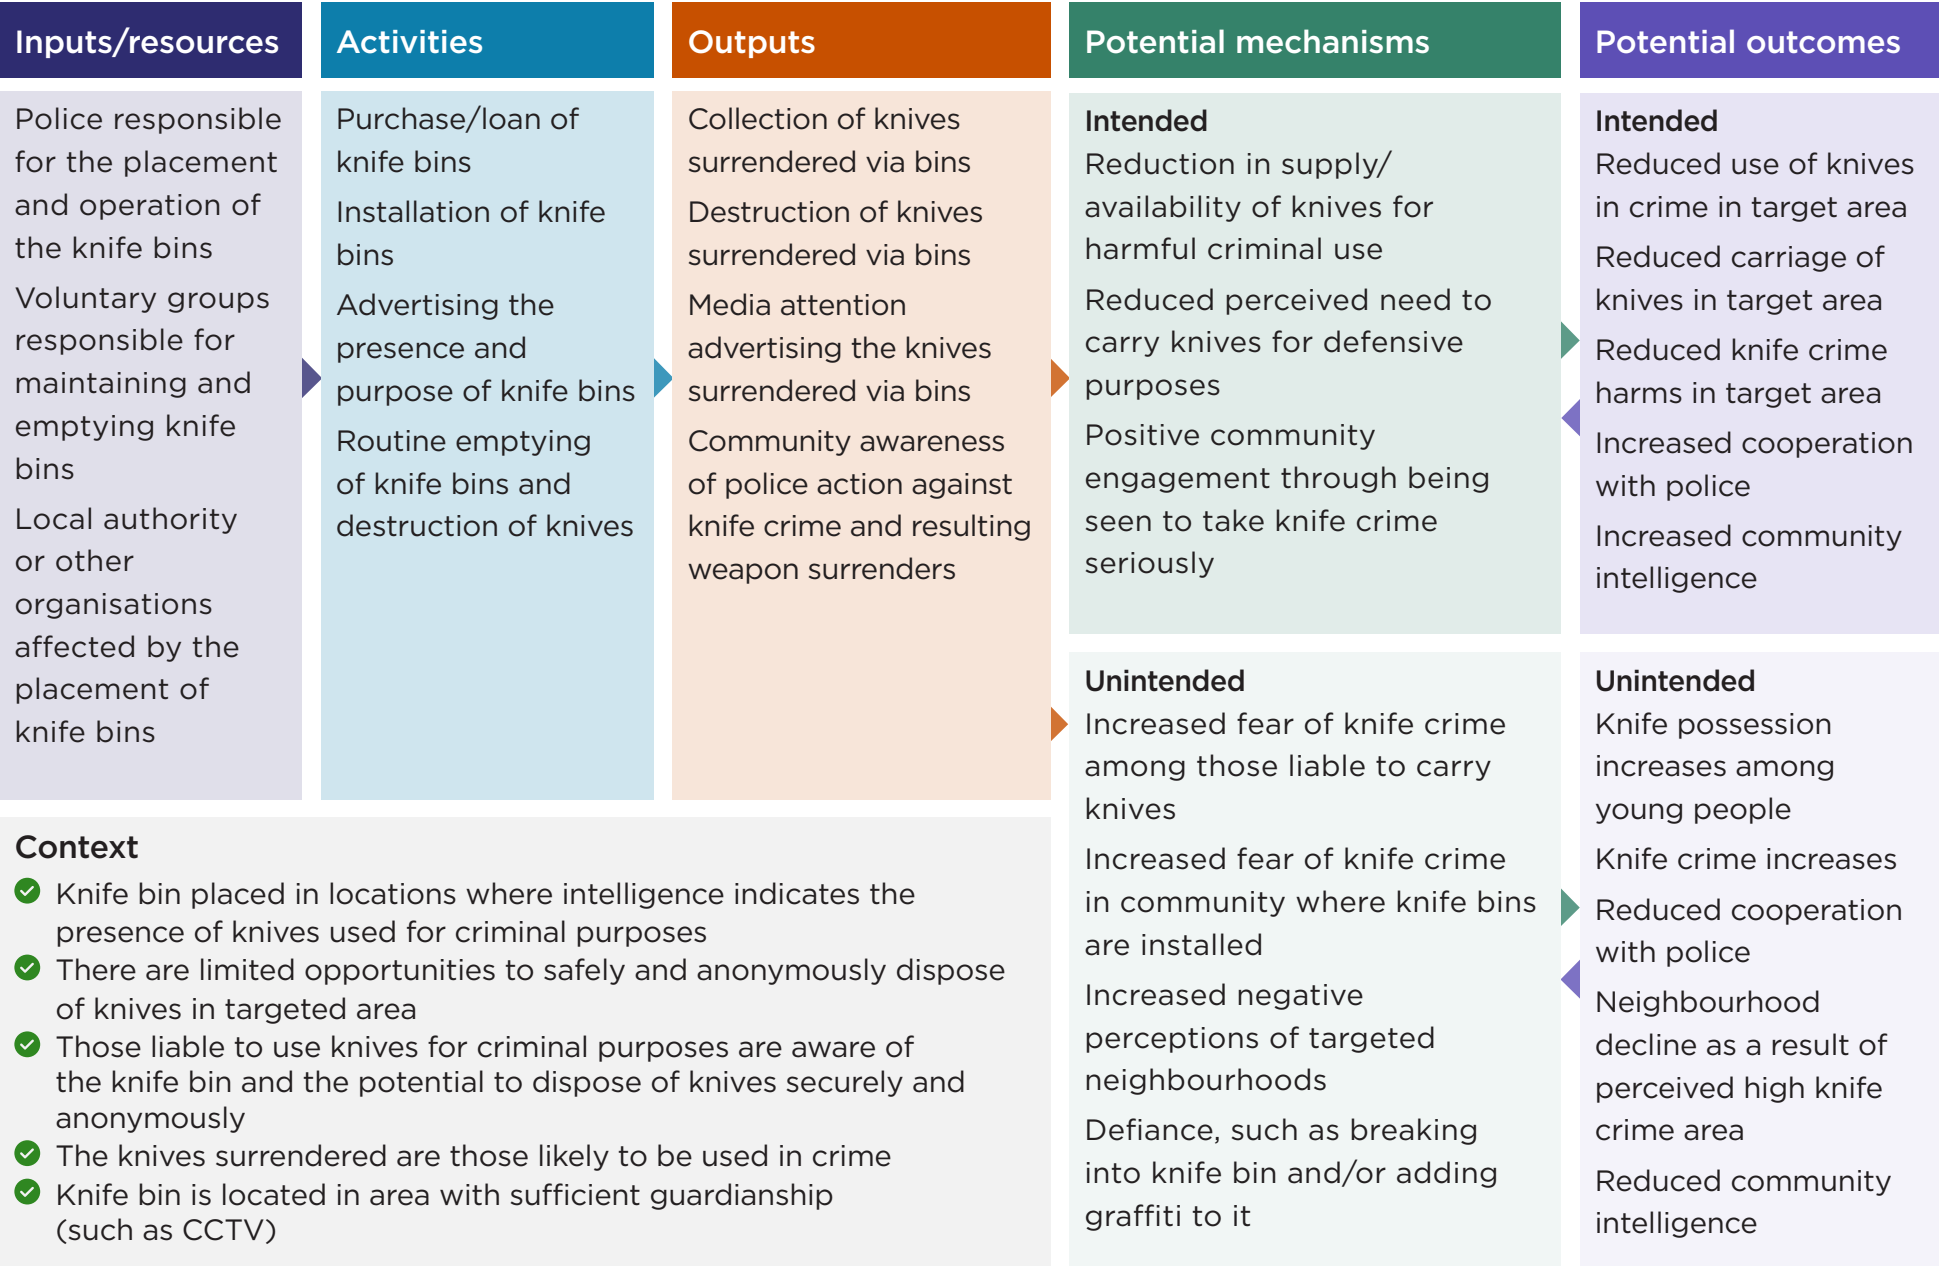 Inputs/resources
Police responsible
for the placement
and operation of
the knife bins
Voluntary groups
responsible for
maintaining and
emptying knife
bins
Local authority
or other
organisations
affected by the
placement of
knife bins
Activities
Purchase/loan of
knife bins
Installation of knife
bins
Advertising the
presence and
purpose of knife bins
Routine emptying
of knife bins and
destruction of knives
Outputs
Collection of knives
surrendered via bins
Destruction of knives
surrendered via bins
Media attention
advertising the knives
surrendered via bins
Community awareness
of police action against
knife crime and resulting
weapon surrenders
Potential mechanisms
Intended
Reduction in supply/
availability of knives for
harmful criminal use
Reduced perceived need to
carry knives for defensive
purposes
Positive community
engagement through being
seen to take knife crime
seriously
Unintended
Increased fear of knife crime
among those liable to carry
knives
Increased fear of knife crime
in community where knife bins
are installed
Increased negative
perceptions of targeted
neighbourhoods
Defiance, such as breaking
into knife bin and/or adding
graffiti to it
Potential outcomes
Intended
Reduced use of knives
in crime in target area
Reduced carriage of
knives in target area
Reduced knife crime
harms in target area
Increased cooperation
with police
Increased community
intelligence
Unintended
Knife possession
increases among
young people
Knife crime increases
Reduced cooperation
with police
Neighbourhood
decline as a result of
perceived high knife
crime area
Reduced community
intelligence
Context
Knife bin placed in locations where intelligence indicates the
presence of knives used for criminal purposes
There are limited opportunities to safely and anonymously dispose
of knives in targeted area
Those liable to use knives for criminal purposes are aware of
the knife bin and the potential to dispose of knives securely and
anonymously
The knives surrendered are those likely to be used in crime
Knife bin is located in area with sufficient guardianship
(such as CCTV)